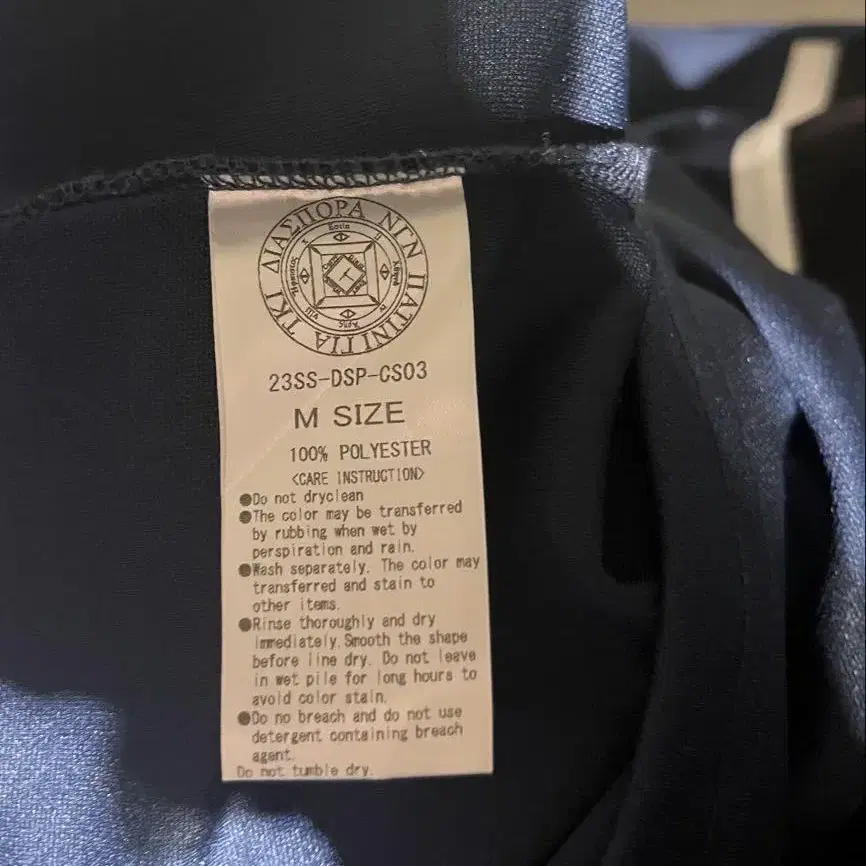 ΔΙΑΣΠΟΡΑ ΝΓΝ ΠΑΤΙΝΙΤΙΑ ΤΚΙ
23SS-DSP-CS03
M SIZE
100% POLYESTER
<CARE INSTRUCTION>
●Do not dryclean
●The color may be transferred
by rubbing when wet by
perspiration and rain.
●Wash separately. The color may
transferred and stain to
other items.
●Rinse thoroughly and dry
immediately.Smooth the shape
before line dry. Do not leave
in wet pile for long hours to
avoid color stain.
●Do no breach and do not use
detergent containing breach
agent.
Do not tumble dry.